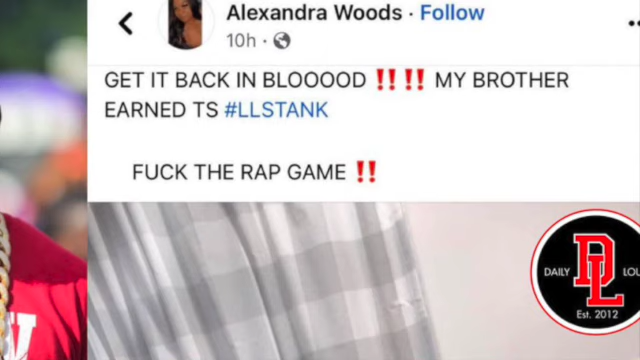 Alexandra Woods · Follow
10h ·
GET IT BACK IN BLOOOOD ‼️‼️ MY BROTHER
EARNED TS #LLSTANK
FUCK THE RAP GAME ‼️
DL
DAILY
Est. 2012